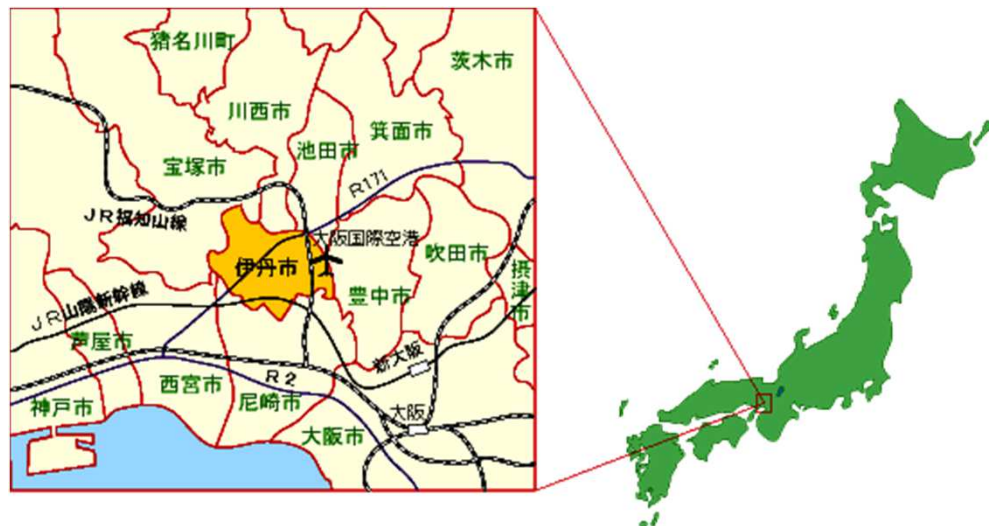 猪名川町
茨木市
川西市
箕面市
池田市
宝塚市
R171
JR福知山線
大阪国際空港
伊丹市
吹田市
摂津市
豊中市
JR山陽新幹線
芦屋市
新大阪
西宮市
R2
尼崎市
神戸市
大阪
大阪市